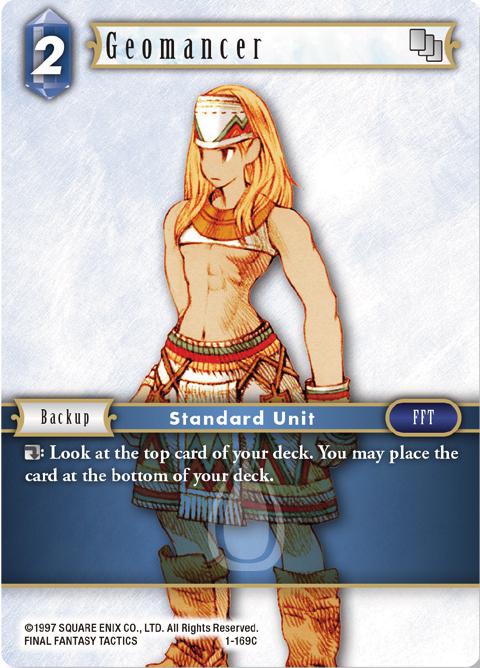 2
Geomancer
Backup
Standard Unit
FFT
: Look at the top card of your deck. You may place the
card at the bottom of your deck.
©1997 SQUARE ENIX CO., LTD. All Rights Reserved.
FINAL FANTASY TACTICS
1-169C